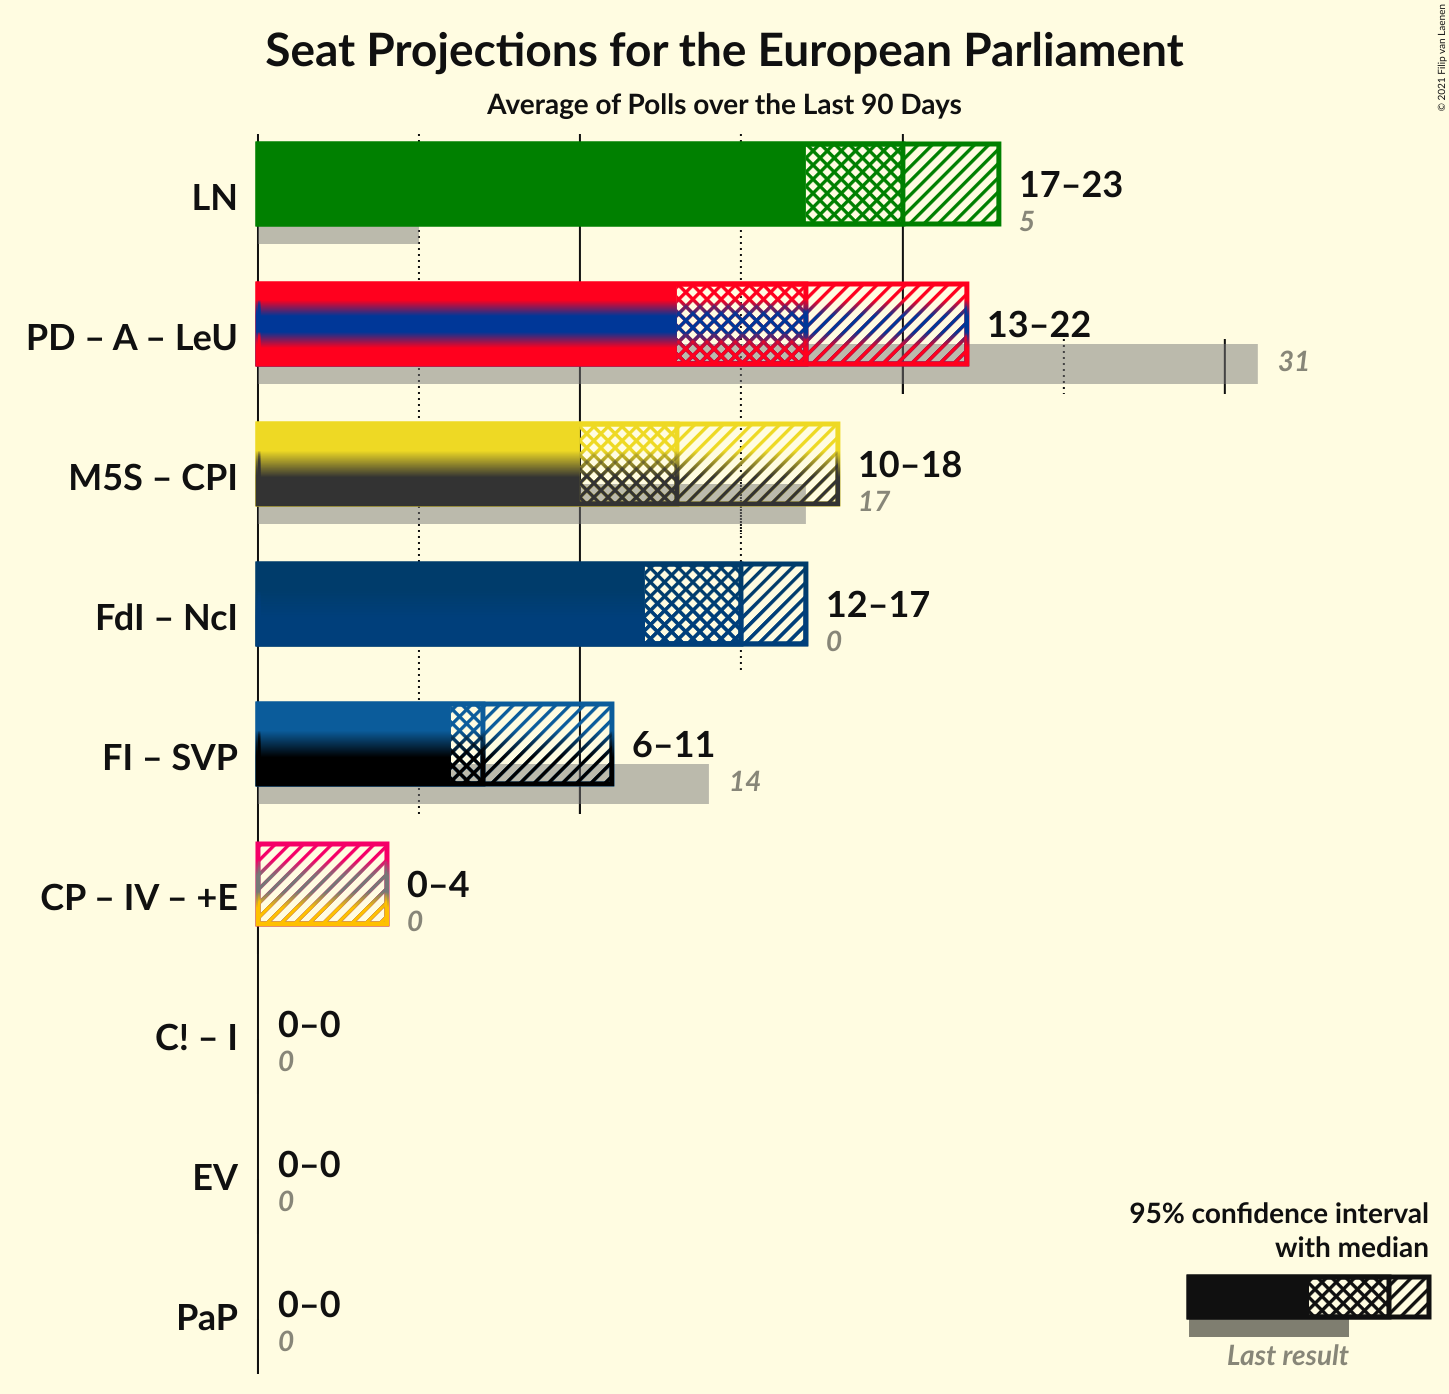 Seat Projections for the European Parliament
Average of Polls over the Last 90 Days
© 2021 Filip van Laenen
LN
17–23
5
PD – A – LeU
13–22
31
M5S – CPI
10–18
17
FdI – NcI
12–17
0
FI – SVP
6–11
14
CP – IV – +E
0–4
0
C! – I
0–0
0
EV
0–0
0
PaP
0–0
0
95% confidence interval
with median
Last result